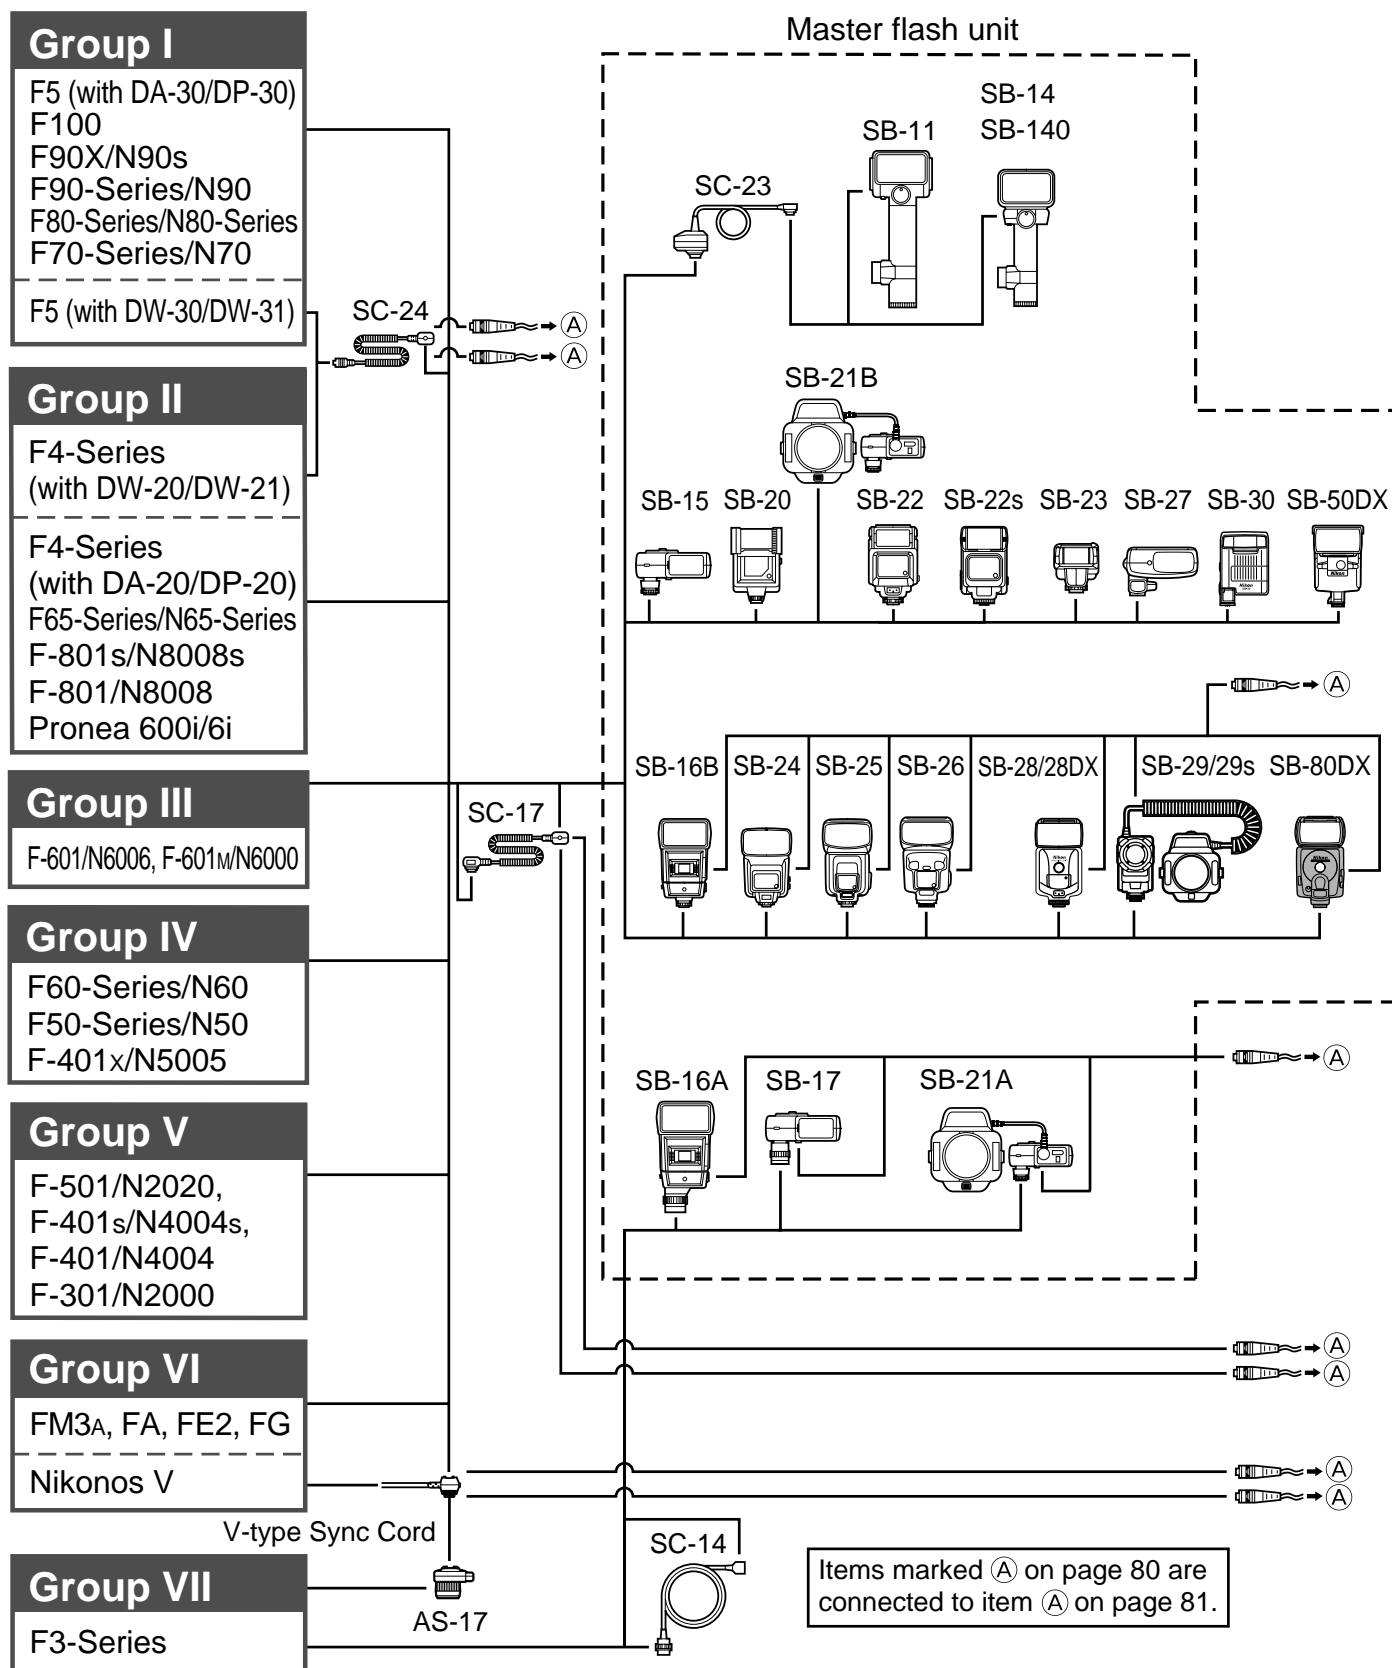 Group I
F5 (with DA-30/DP-30)
F100
F90X/N90s
F90-Series/N90
F80-Series/N80-Series
F70-Series/N70
F5 (with DW-30/DW-31)
Group II
F4-Series
(with DW-20/DW-21)
F4-Series
(with DA-20/DP-20)
F65-Series/N65-Series
F-801s/N8008s
F-801/N8008
Pronea 600i/6i
Group III
F-601/N6006, F-601M/N6000
Group IV
F60-Series/N60
F50-Series/N50
F-401X/N5005
Group V
F-501/N2020,
F-401s/N4004s,
F-401/N4004
F-301/N2000
Group VI
FM3A, FA, FE2, FG
Nikonos V
V-type Sync Cord
Group VII
F3-Series
AS-17
SC-24
A
A
SC-17
SC-14
Master flash unit
SC-23
SB-11
SB-14
SB-140
SB-21B
SB-15 SB-20 SB-22 SB-22s SB-23 SB-27 SB-30 SB-50DX
Nikon
Nikon
A
SB-16B SB-24 SB-25 SB-26 SB-28/28DX SB-29/29s SB-80DX
Nikon
Nikon
A
SB-16A SB-17 SB-21A
A
A
A
A
Items marked A on page 80 are
connected to item A on page 81.